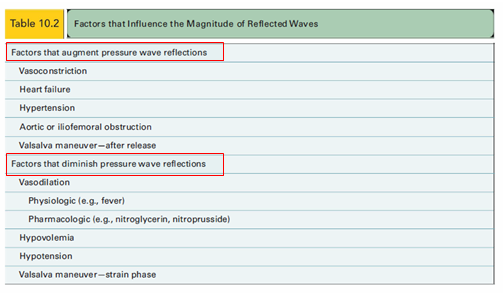 Table 10.2 Factors that Influence the Magnitude of Reflected Waves
Factors that augment pressure wave reflections
Vasoconstriction
Heart failure
Hypertension
Aortic or iliofemoral obstruction
Valsalva maneuver—after release
Factors that diminish pressure wave reflections
Vasodilation
Physiologic (e.g., fever)
Pharmacologic (e.g., nitroglycerin, nitroprusside)
Hypovolemia
Hypotension
Valsalva maneuver—strain phase